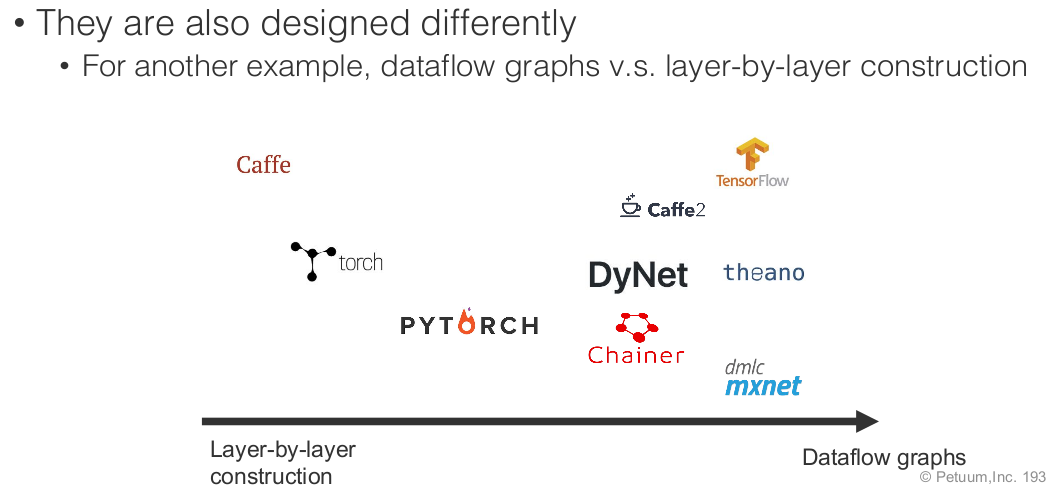 • They are also designed differently
• For another example, dataflow graphs v.s. layer-by-layer construction
Caffe
TensorFlow
Caffe2
torch
DyNet
theano
PYTORCH
Chainer
dmlc
mxnet
Layer-by-layer
construction
Dataflow graphs
© Petuum,Inc. 193